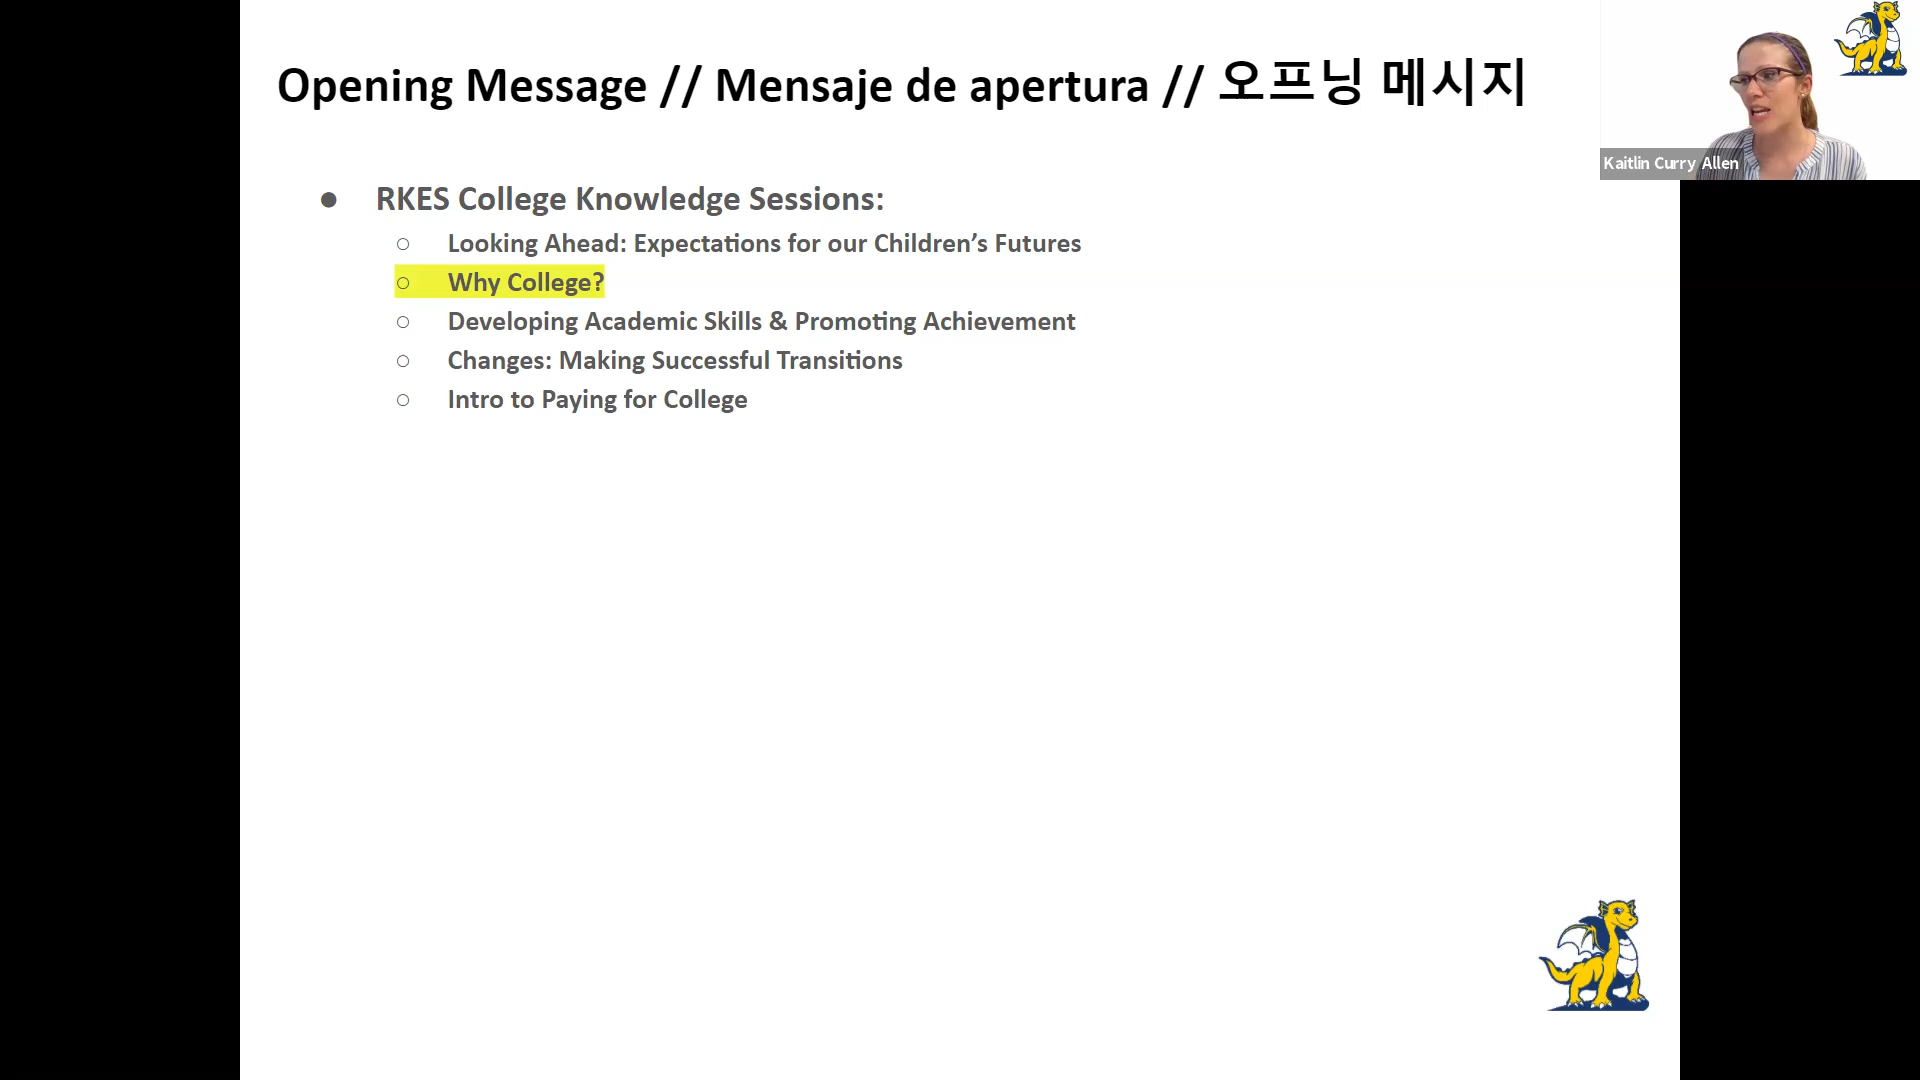 Opening Message // Mensaje de apertura // 오프닝 메시지
Kaitlin Curry Allen
● RKES College Knowledge Sessions:
○ Looking Ahead: Expectations for our Children’s Futures
○ Why College?
○ Developing Academic Skills & Promoting Achievement
○ Changes: Making Successful Transitions
○ Intro to Paying for College